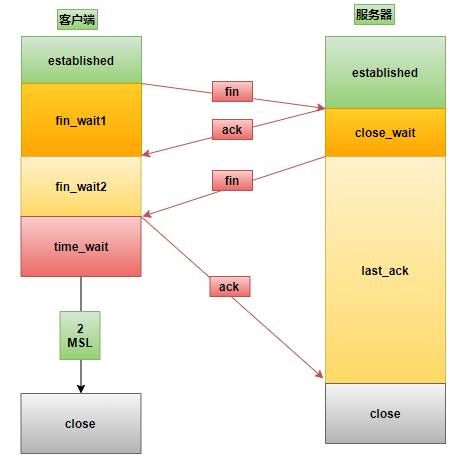 客户端
服务器
established
established
fin
fin_wait1
ack
close_wait
fin
fin_wait2
time_wait
last_ack
ack
2
MSL
close
close